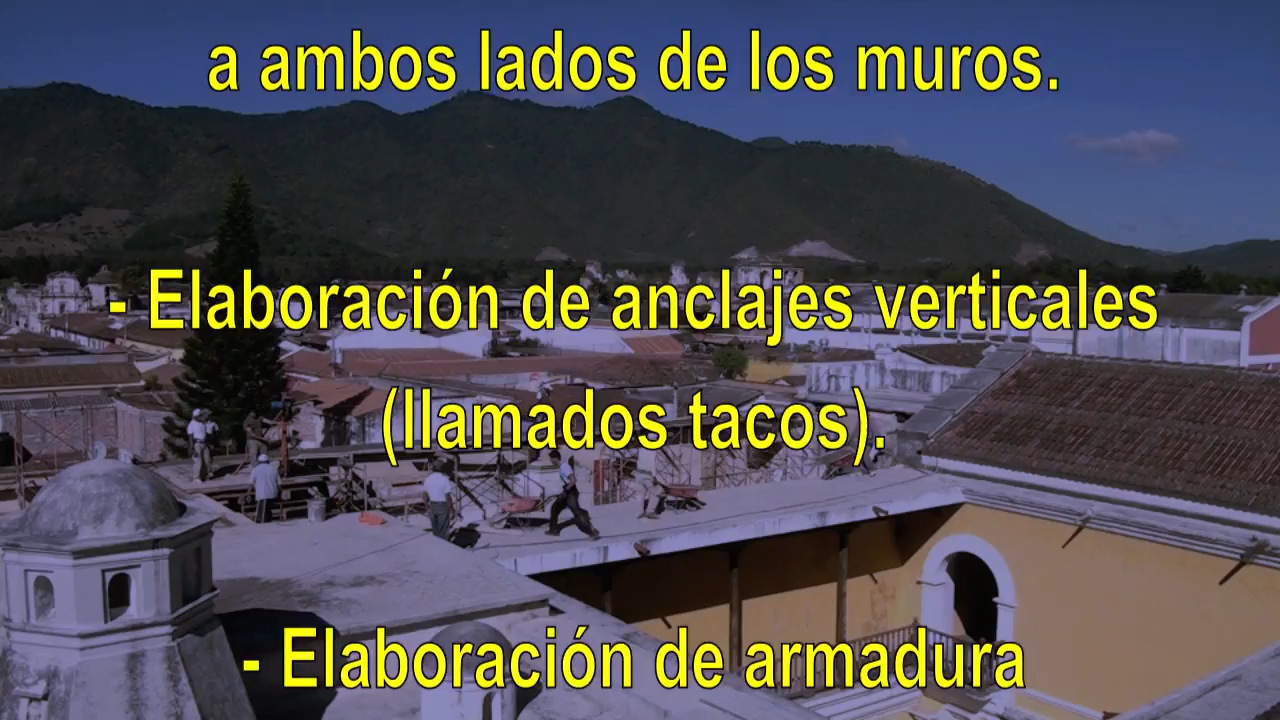 a ambos lados de los muros.
- Elaboración de anclajes verticales
(llamados tacos).
- Elaboración de armadura